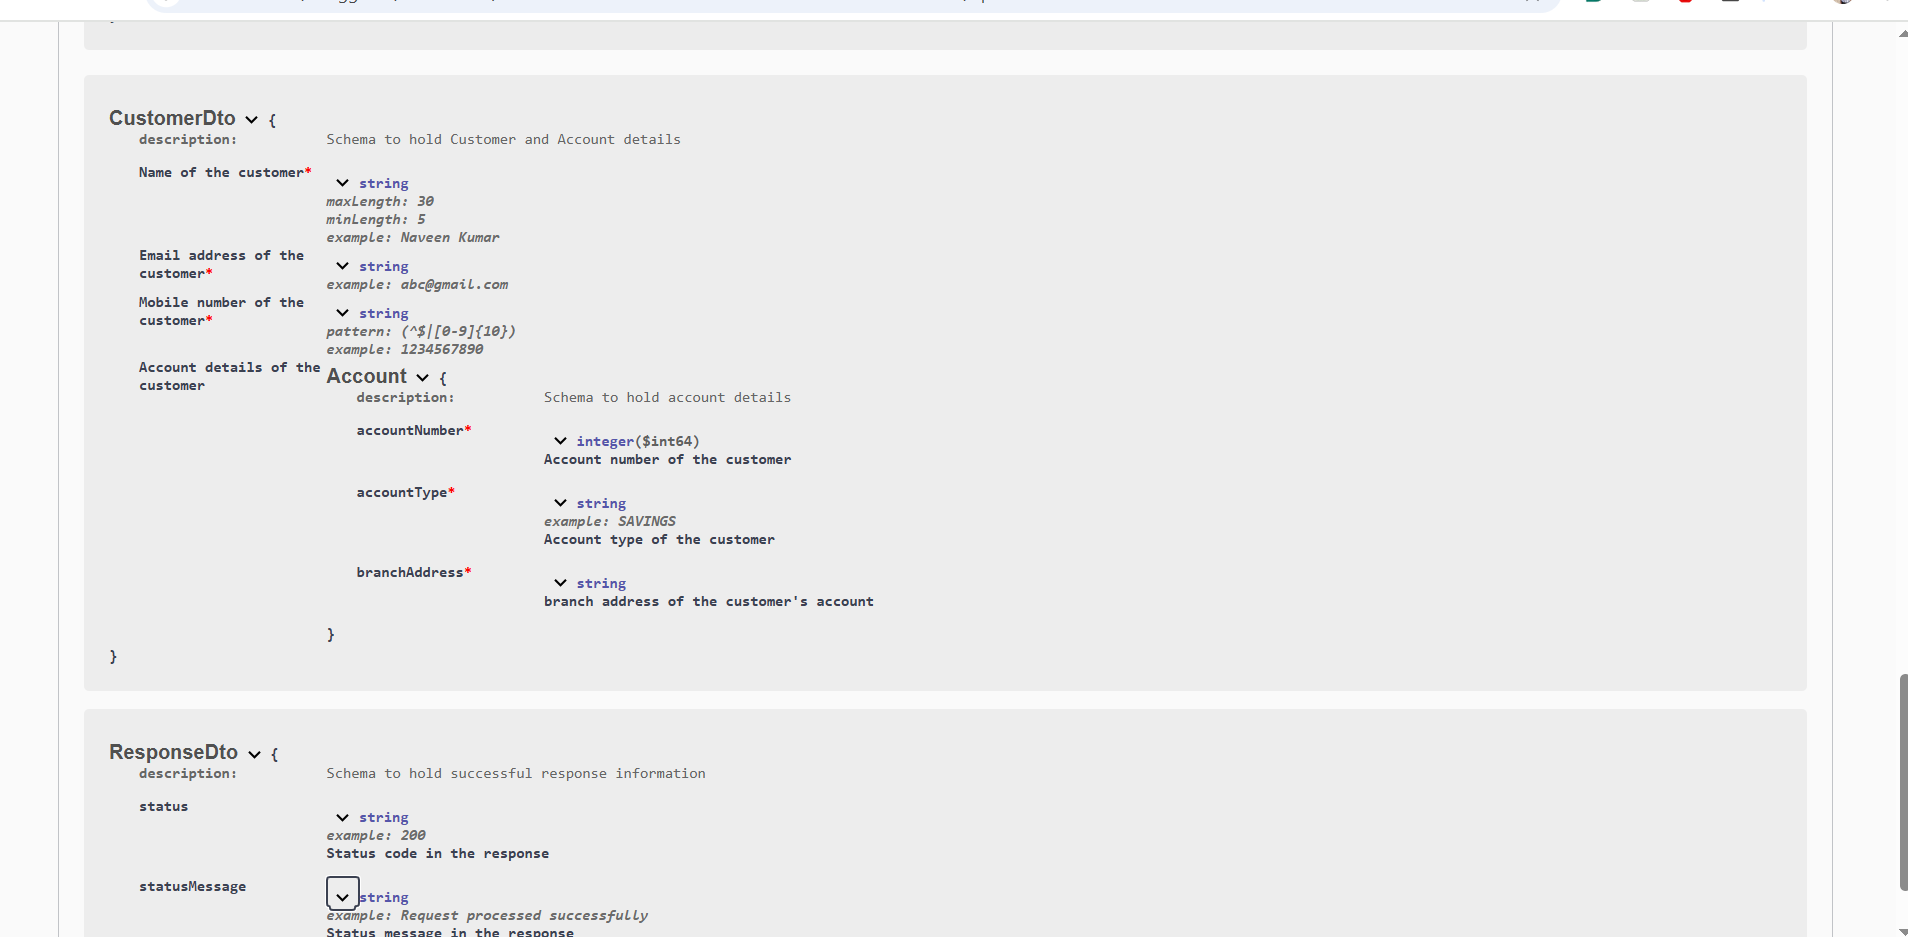 CustomerDto {
description: Schema to hold Customer and Account details
Name of the customer*
string
maxLength: 30
minLength: 5
example: Naveen Kumar
Email address of the
customer*
string
example: abc@gmail.com
Mobile number of the
customer*
string
pattern: (^$|[0-9]{10})
example: 1234567890
Account details of the
customer
Account {
description: Schema to hold account details
accountNumber*
integer($int64)
Account number of the customer
accountType*
string
example: SAVINGS
Account type of the customer
branchAddress*
string
branch address of the customer's account
}
}
ResponseDto {
description: Schema to hold successful response information
status
string
example: 200
Status code in the response
statusMessage
string
example: Request processed successfully
Status message in the response